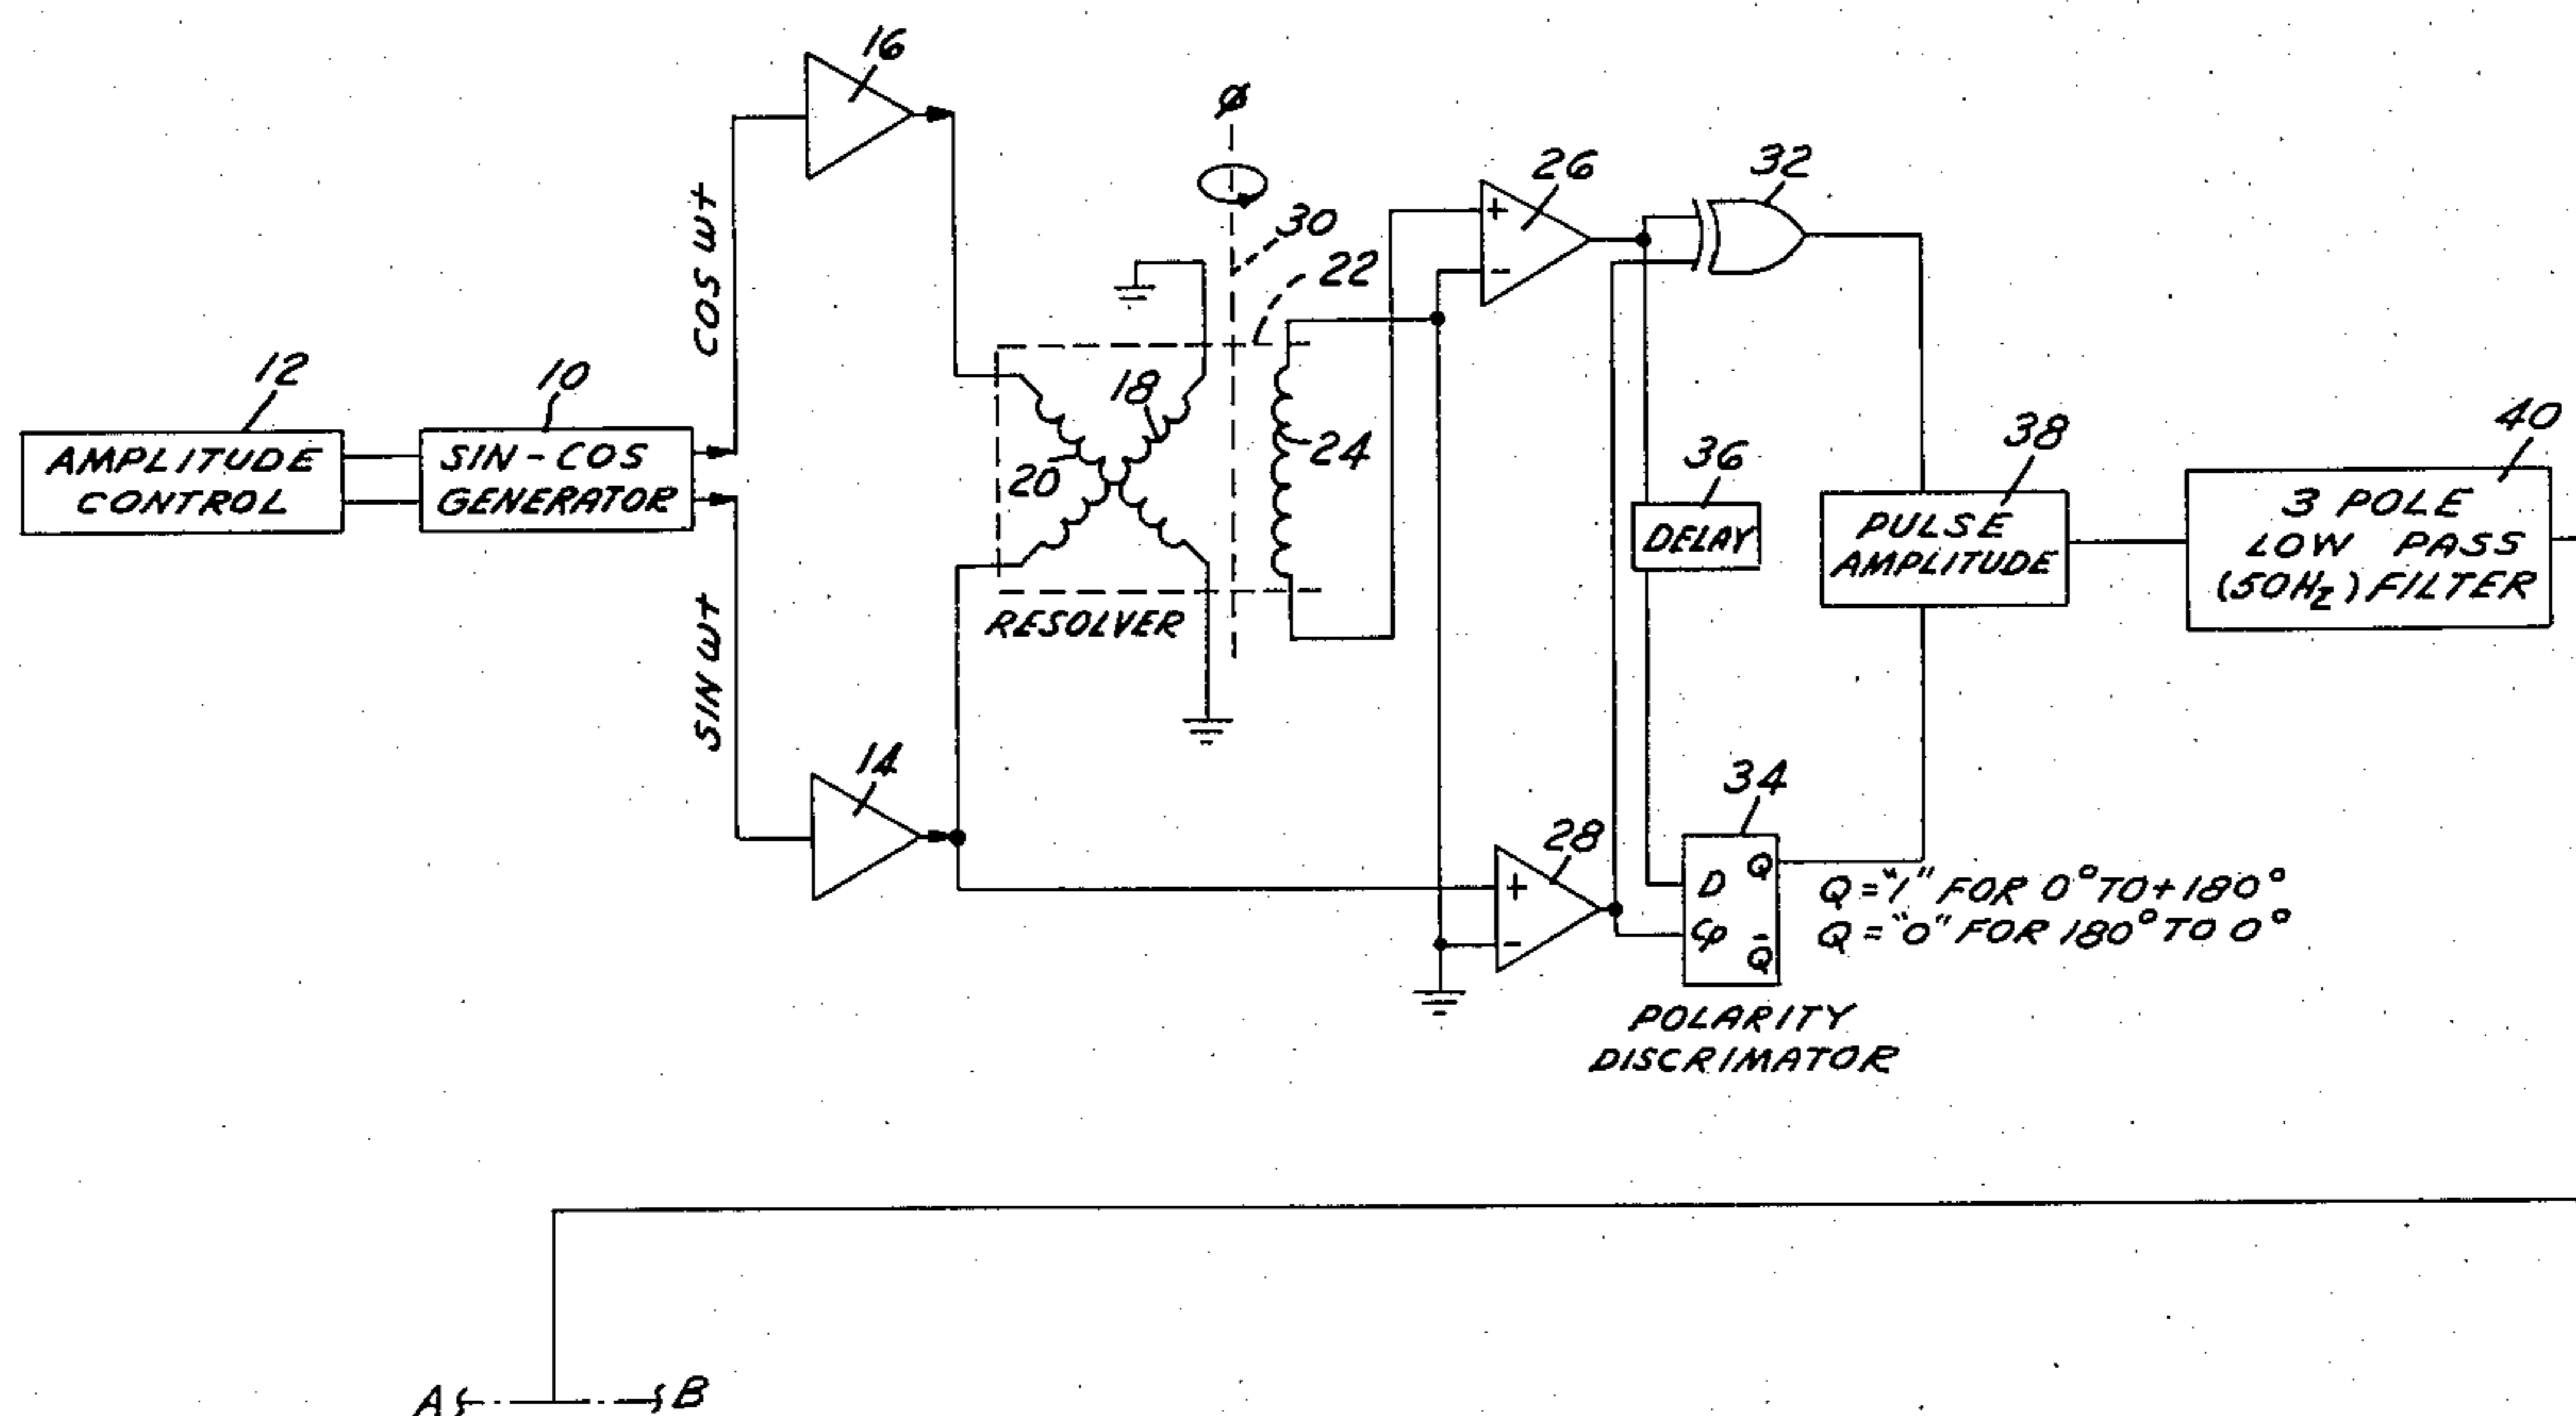 16
Ø
26
32
30
22
COS ωt
12
10
18
20
24
36
38
40
AMPLITUDE
CONTROL
SIN-COS
GENERATOR
DELAY
PULSE
AMPLITUDE
3 POLE
LOW PASS
(50HZ) FILTER
RESOLVER
SIN ωt
14
28
34
+
-
+
-
D
Q
Cp
Q̄
Q="1" FOR 0° TO +180°
Q="0" FOR 180° TO 0°
POLARITY
DISCRIMATOR
A
B